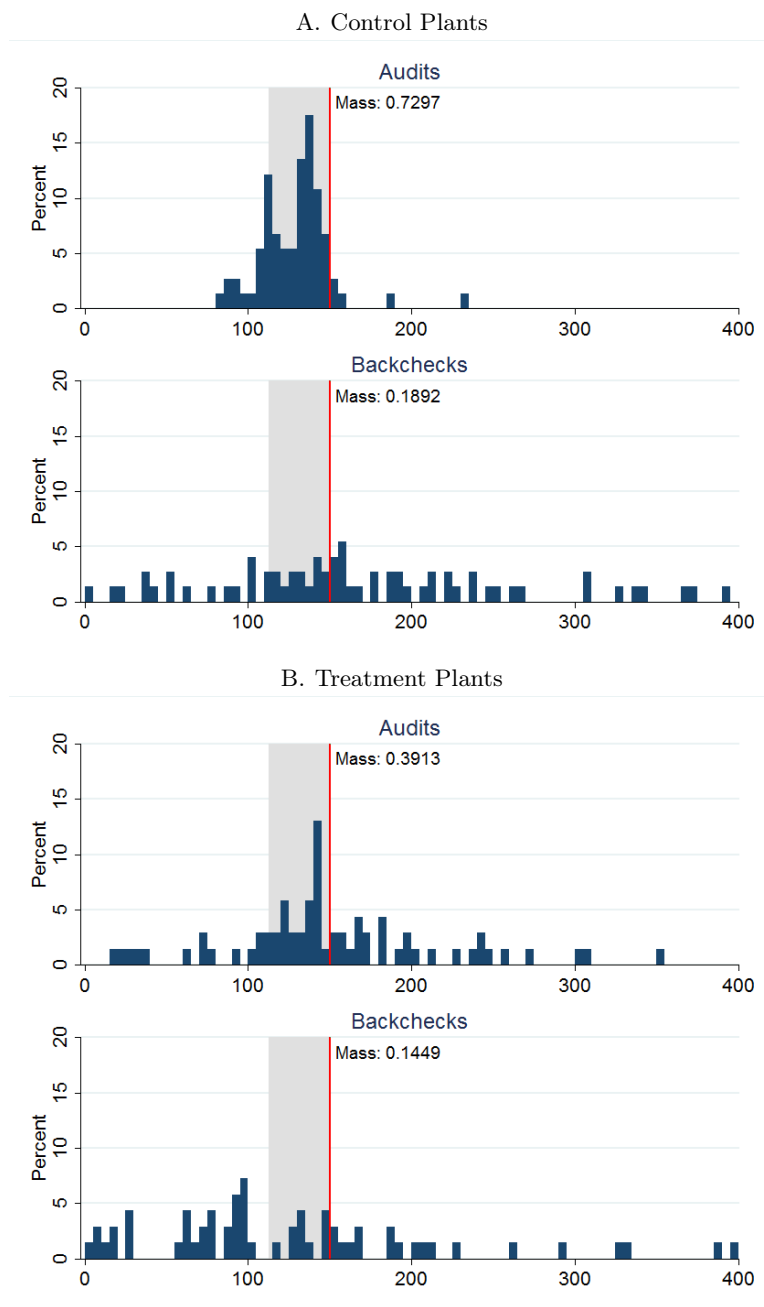 A. Control Plants
Audits
Mass: 0.7297
Percent
0 5 10 15 20
0 100 200 300 400
Backchecks
Mass: 0.1892
Percent
0 5 10 15 20
0 100 200 300 400
B. Treatment Plants
Audits
Mass: 0.3913
Percent
0 5 10 15 20
0 100 200 300 400
Backchecks
Mass: 0.1449
Percent
0 5 10 15 20
0 100 200 300 400